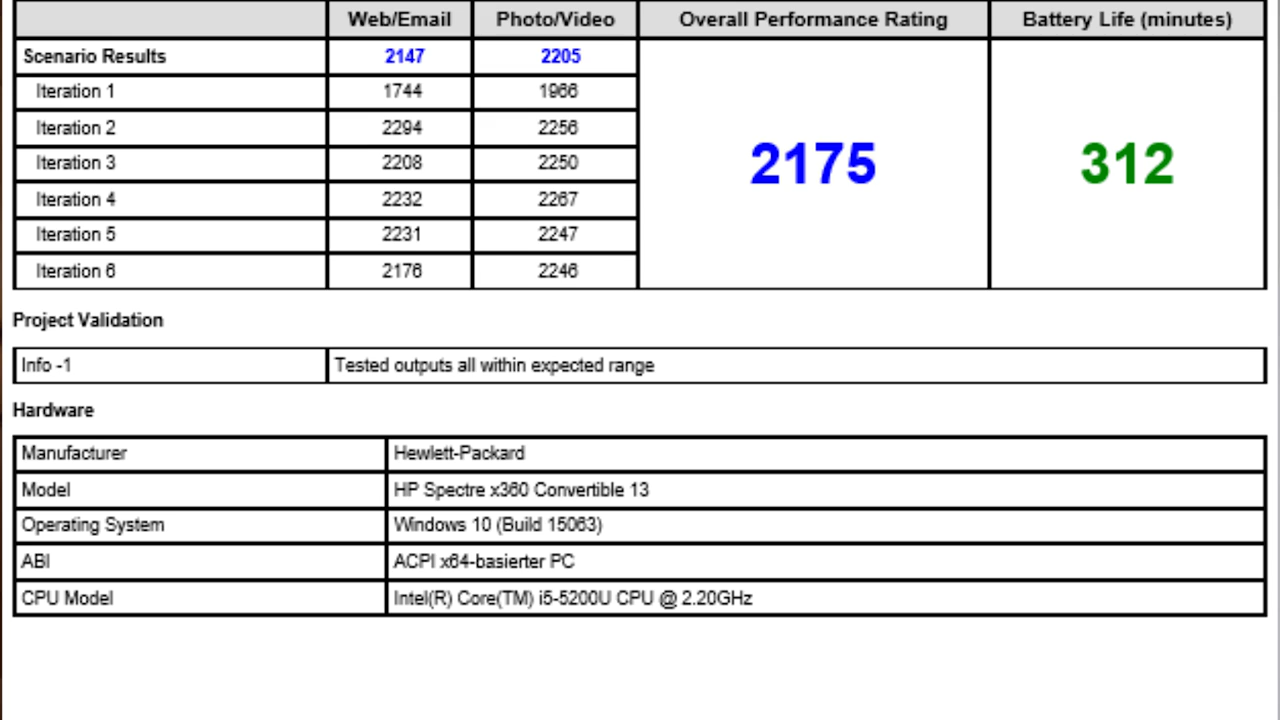 Web/Email Photo/Video Overall Performance Rating Battery Life (minutes)
Scenario Results 2147 2205
Iteration 1 1744 1966
Iteration 2 2294 2256
Iteration 3 2208 2250
2175 312
Iteration 4 2232 2267
Iteration 5 2231 2247
Iteration 6 2176 2246
Project Validation
Info -1 Tested outputs all within expected range
Hardware
Manufacturer Hewlett-Packard
Model HP Spectre x360 Convertible 13
Operating System Windows 10 (Build 15063)
ABI ACPI x64-basierter PC
CPU Model Intel(R) Core(TM) i5-5200U CPU @ 2.20GHz